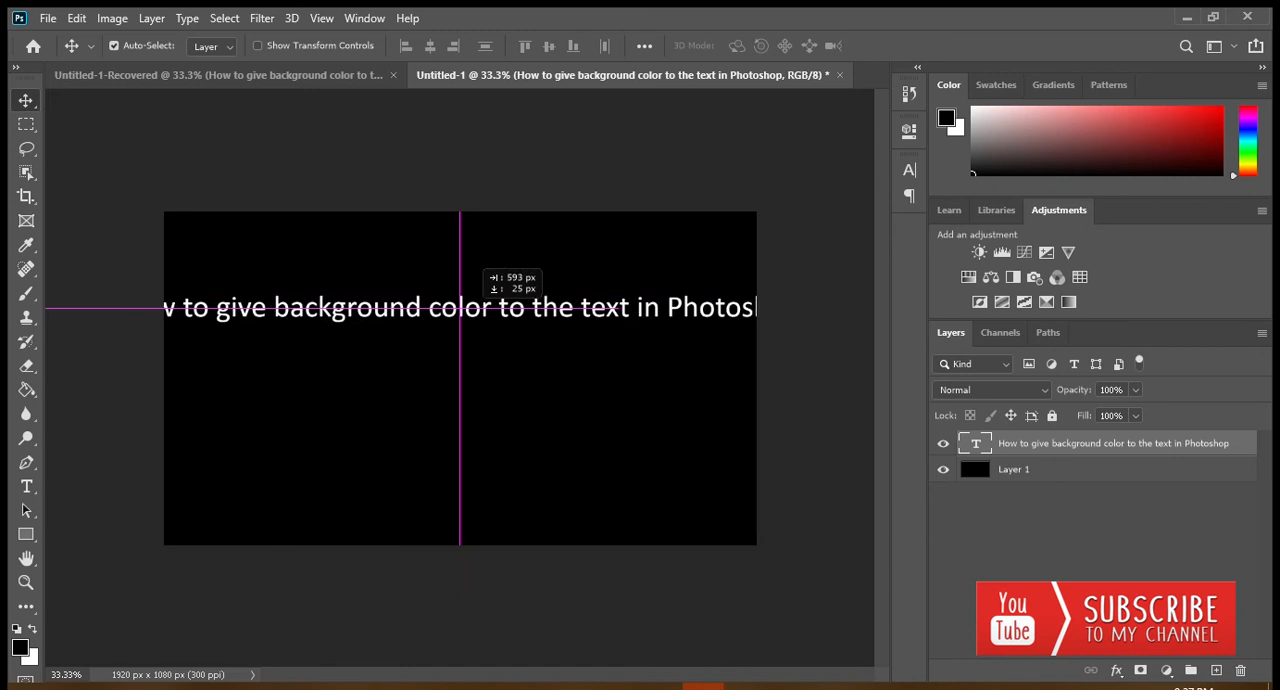 Ps File Edit Image Layer Type Select Filter 3D View Window Help
Auto-Select: Layer Show Transform Controls 3D Mode:
Untitled-1-Recovered @ 33.3% (How to give background color to t... × Untitled-1 @ 33.3% (How to give background color to the text in Photoshop, RGB/8) * ×
Color Swatches Gradients Patterns
Learn Libraries Adjustments
Add an adjustment
593 px
25 px
w to give background color to the text in Photosh
Layers Channels Paths
Kind
Normal Opacity: 100%
Lock: Fill: 100%
T How to give background color to the text in Photoshop
Layer 1
You Tube SUBSCRIBE
TO MY CHANNEL
33.33% 1920 px x 1080 px (300 ppi)